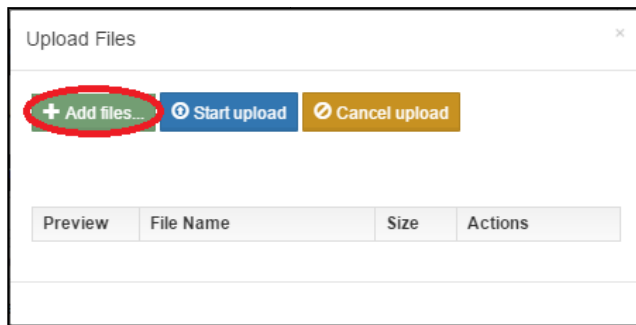 Upload Files ×
+ Add files... Start upload Cancel upload
Preview File Name Size Actions